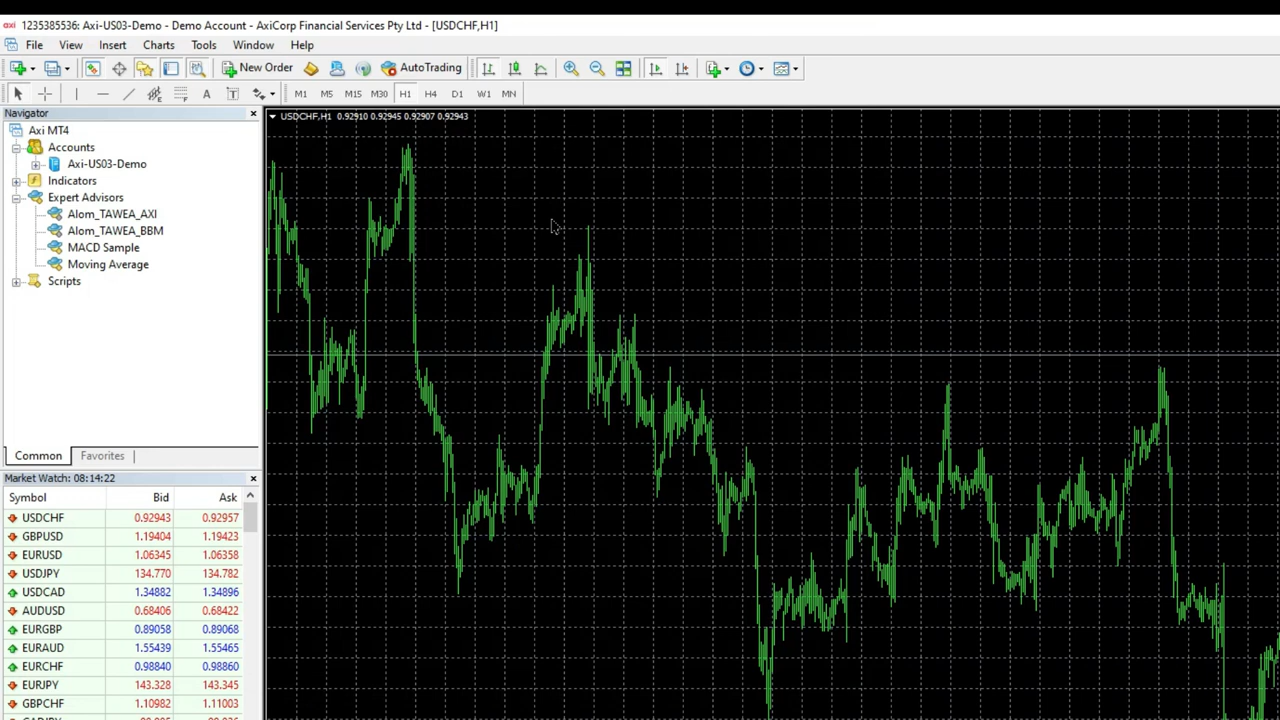 axi 1235385536: Axi-US03-Demo - Demo Account - AxiCorp Financial Services Pty Ltd - [USDCHF,H1]
File View Insert Charts Tools Window Help
New Order AutoTrading
A T M1 M5 M15 M30 H1 H4 D1 W1 MN
Navigator
Axi MT4
Accounts
Axi-US03-Demo
Indicators
Expert Advisors
Alom_TAWEA_AXI
Alom_TAWEA_BBM
MACD Sample
Moving Average
Scripts
Common Favorites
USDCHF,H1 0.92910 0.92945 0.92907 0.92943
Market Watch: 08:14:22
Symbol Bid Ask
USDCHF 0.92943 0.92957
GBPUSD 1.19404 1.19423
EURUSD 1.06345 1.06358
USDJPY 134.770 134.782
USDCAD 1.34882 1.34896
AUDUSD 0.68406 0.68422
EURGBP 0.89058 0.89068
EURAUD 1.55439 1.55465
EURCHF 0.98840 0.98860
EURJPY 143.328 143.345
GBPCHF 1.10982 1.11003